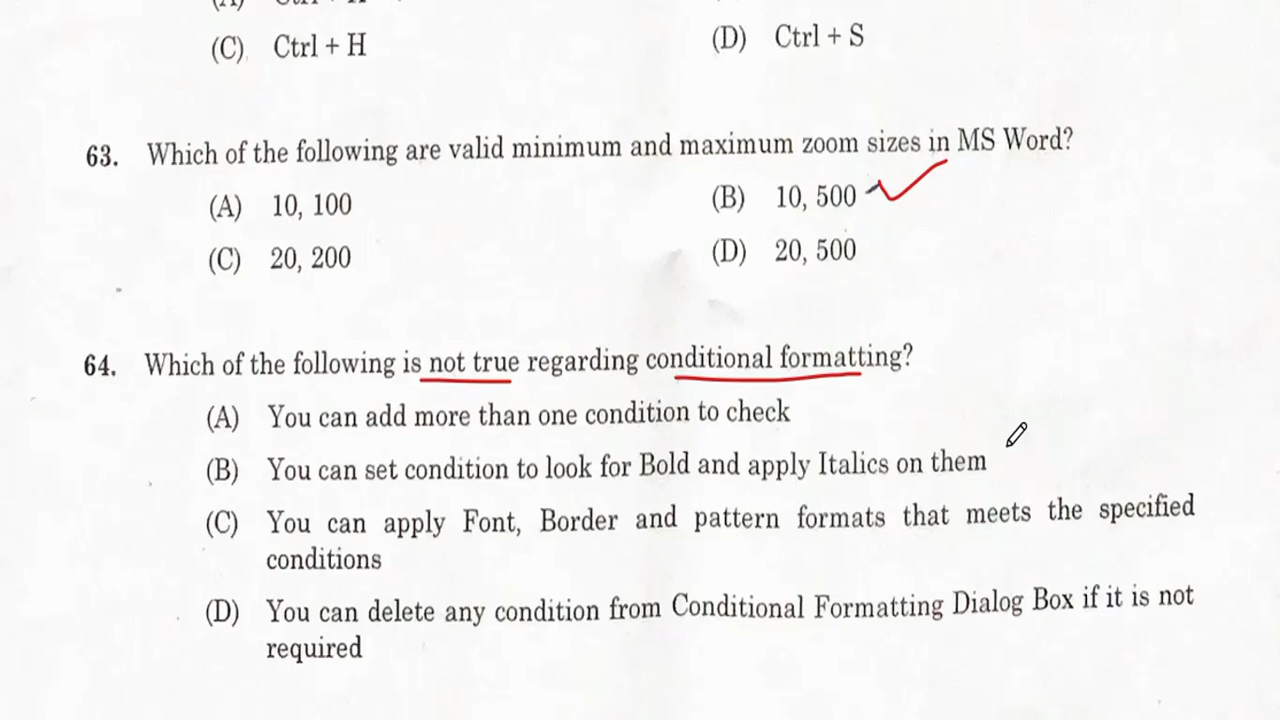 (C) Ctrl + H (D) Ctrl + S
63. Which of the following are valid minimum and maximum zoom sizes in MS Word?
(A) 10, 100 (B) 10, 500
(C) 20, 200 (D) 20, 500
64. Which of the following is not true regarding conditional formatting?
(A) You can add more than one condition to check
(B) You can set condition to look for Bold and apply Italics on them
(C) You can apply Font, Border and pattern formats that meets the specified
conditions
(D) You can delete any condition from Conditional Formatting Dialog Box if it is not
required